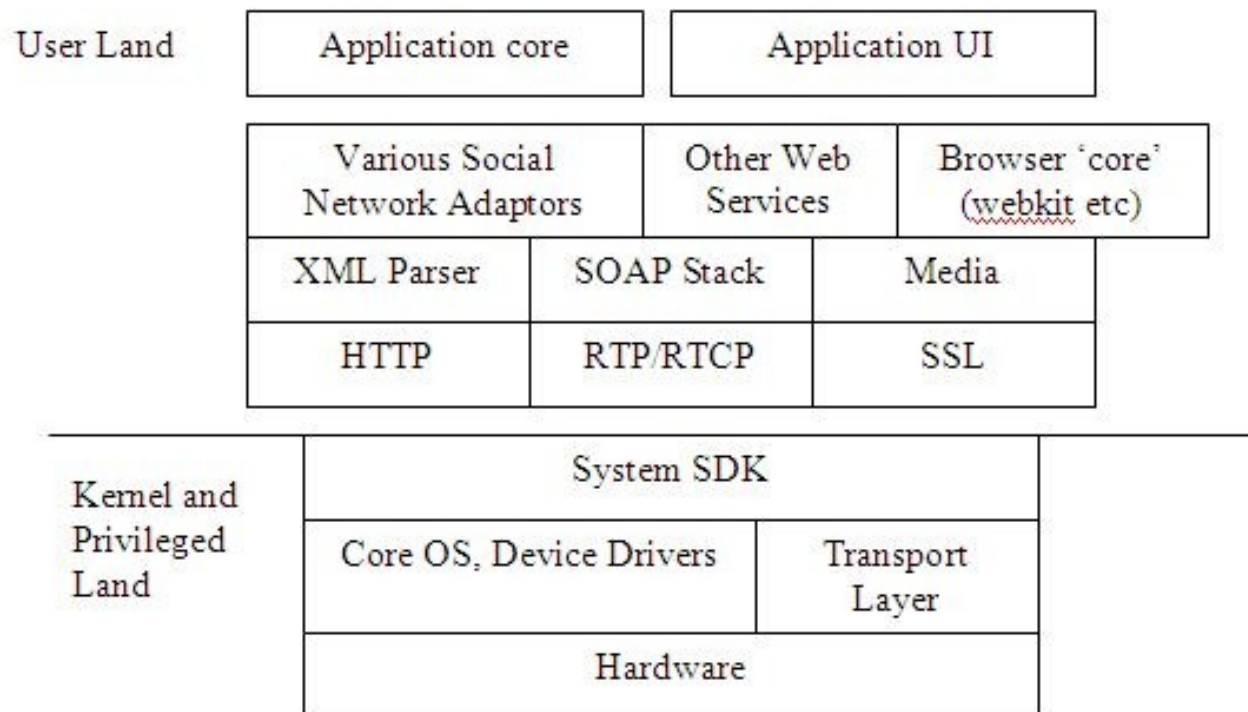 User Land
Application core
Application UI
Various Social
Network Adaptors
Other Web
Services
Browser ‘core’
(webkit etc)
XML Parser
SOAP Stack
Media
HTTP
RTP/RTCP
SSL
Kernel and
Privileged
Land
System SDK
Core OS, Device Drivers
Transport
Layer
Hardware